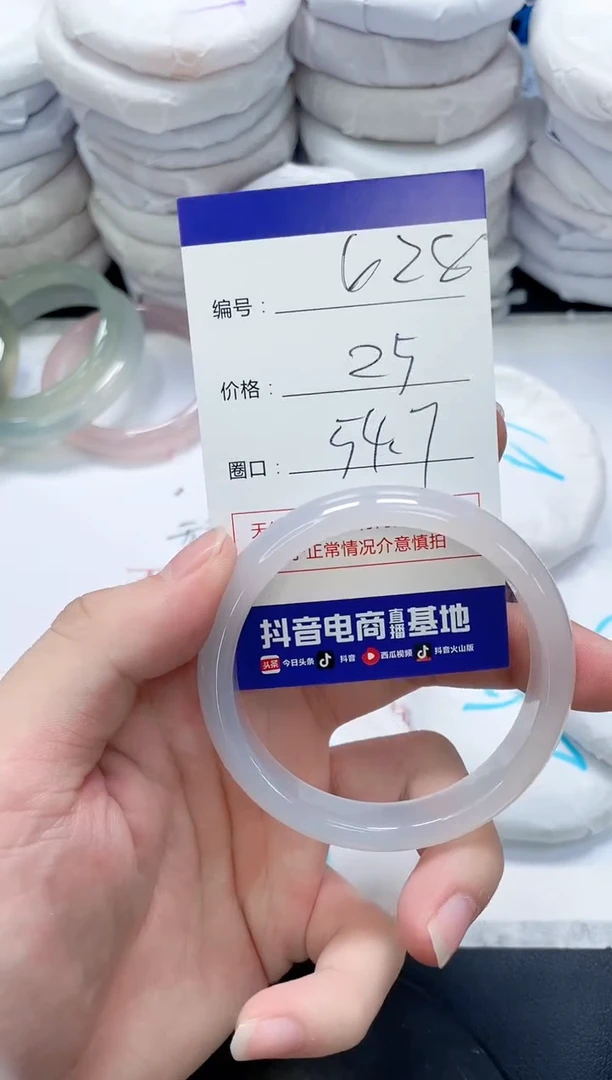 编号： 628
价格： 25
圈口： 54.7
正常情况介意慎拍
抖音电商直播基地
头条 今日头条 抖音 西瓜视频 抖音火山版